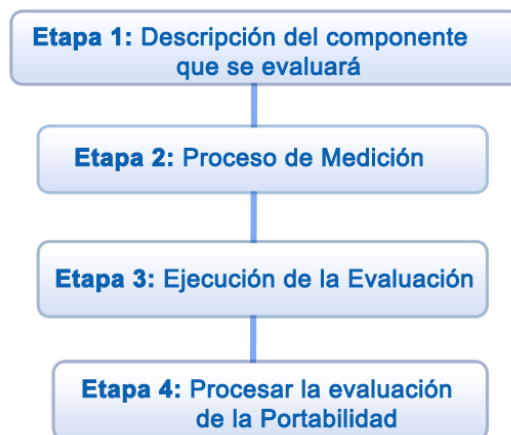 Etapa 1: Descripción del componente
que se evaluará
Etapa 2: Proceso de Medición
Etapa 3: Ejecución de la Evaluación
Etapa 4: Procesar la evaluación
de la Portabilidad